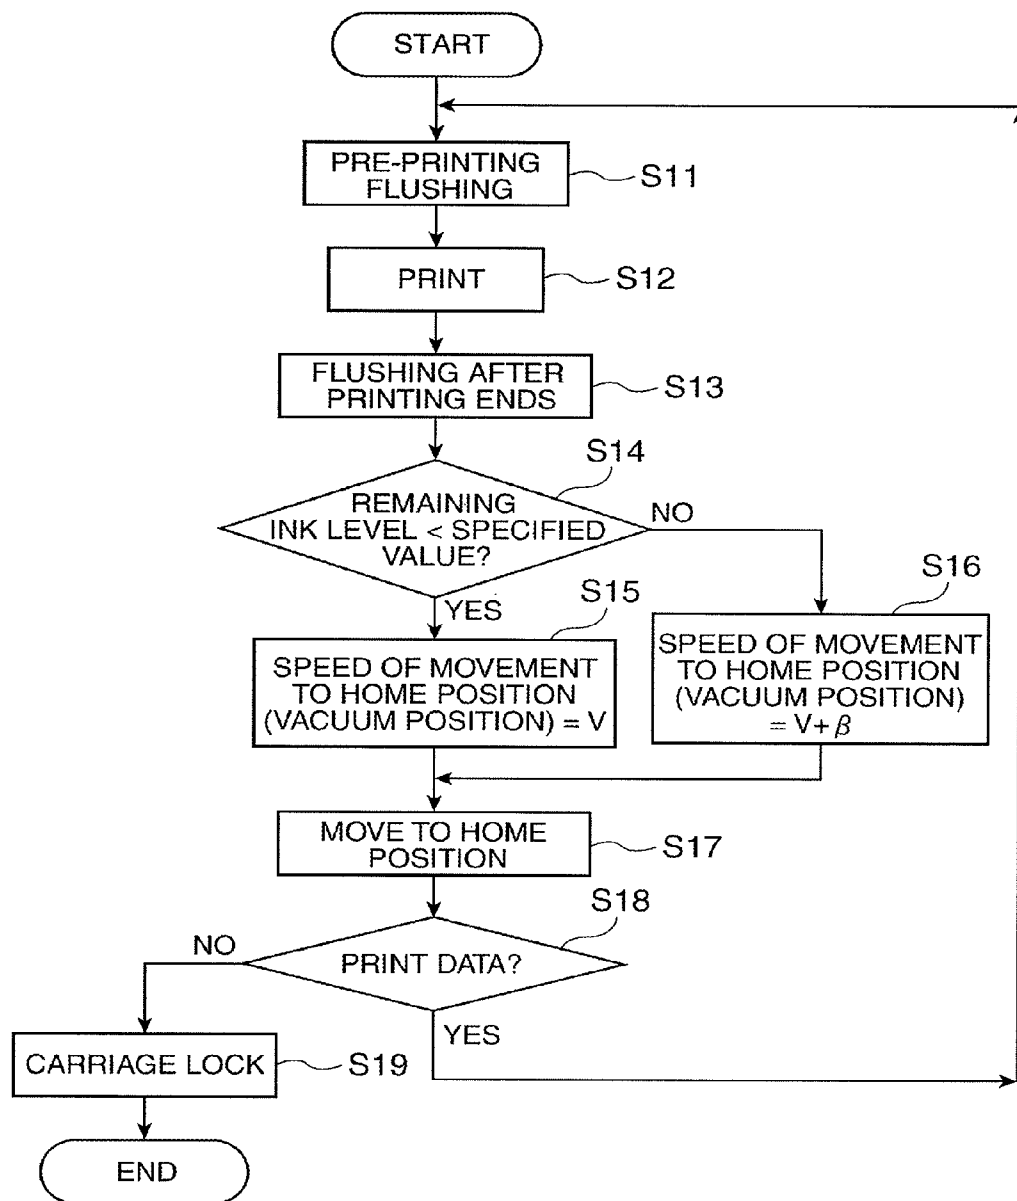 START
PRE-PRINTING
FLUSHING
S11
PRINT
S12
FLUSHING AFTER
PRINTING ENDS
S13
S14
REMAINING
INK LEVEL < SPECIFIED
VALUE?
NO
YES
S15
SPEED OF MOVEMENT
TO HOME POSITION
(VACUUM POSITION) = V
S16
SPEED OF MOVEMENT
TO HOME POSITION
(VACUUM POSITION)
= V+β
MOVE TO HOME
POSITION
S17
S18
PRINT DATA?
NO
YES
CARRIAGE LOCK
S19
END